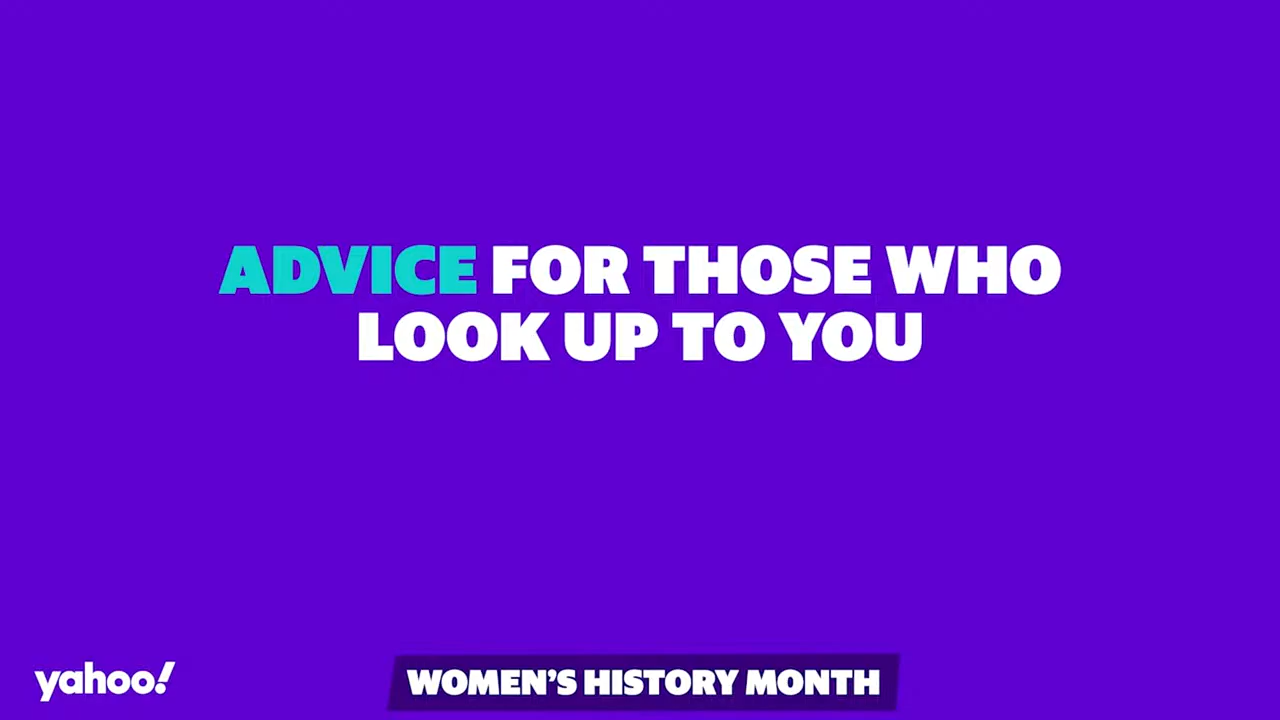 ADVICE FOR THOSE WHO
LOOK UP TO YOU
yahoo!
WOMEN'S HISTORY MONTH